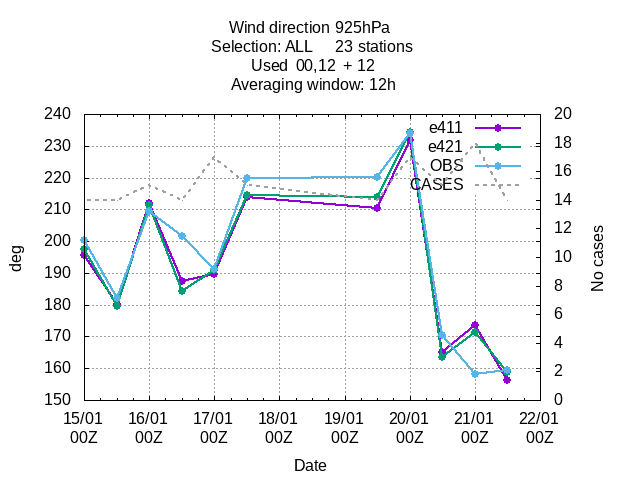 Wind direction 925hPa
Selection: ALL 23 stations
Used 00,12 + 12
Averaging window: 12h
240
230
220
210
200
190
180
170
160
150
deg
20
18
16
14
12
10
8
6
4
2
0
No cases
e411
e421
OBS
CASES
15/01 16/01 17/01 18/01 19/01 20/01 21/01 22/01
00Z 00Z 00Z 00Z 00Z 00Z 00Z 00Z
Date